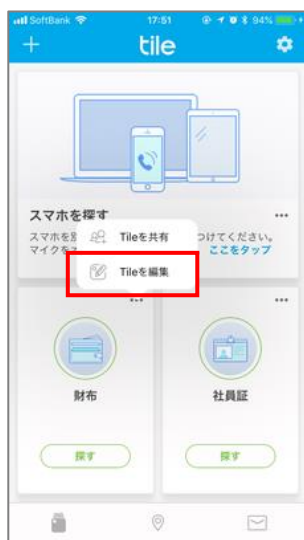 SoftBank 17:51 94%
tile
スマホを探す
スマホを
Tileを共有
つけてください。
マイクを
ここをタップ
Tileを編集
財布
社員証
探す
探す